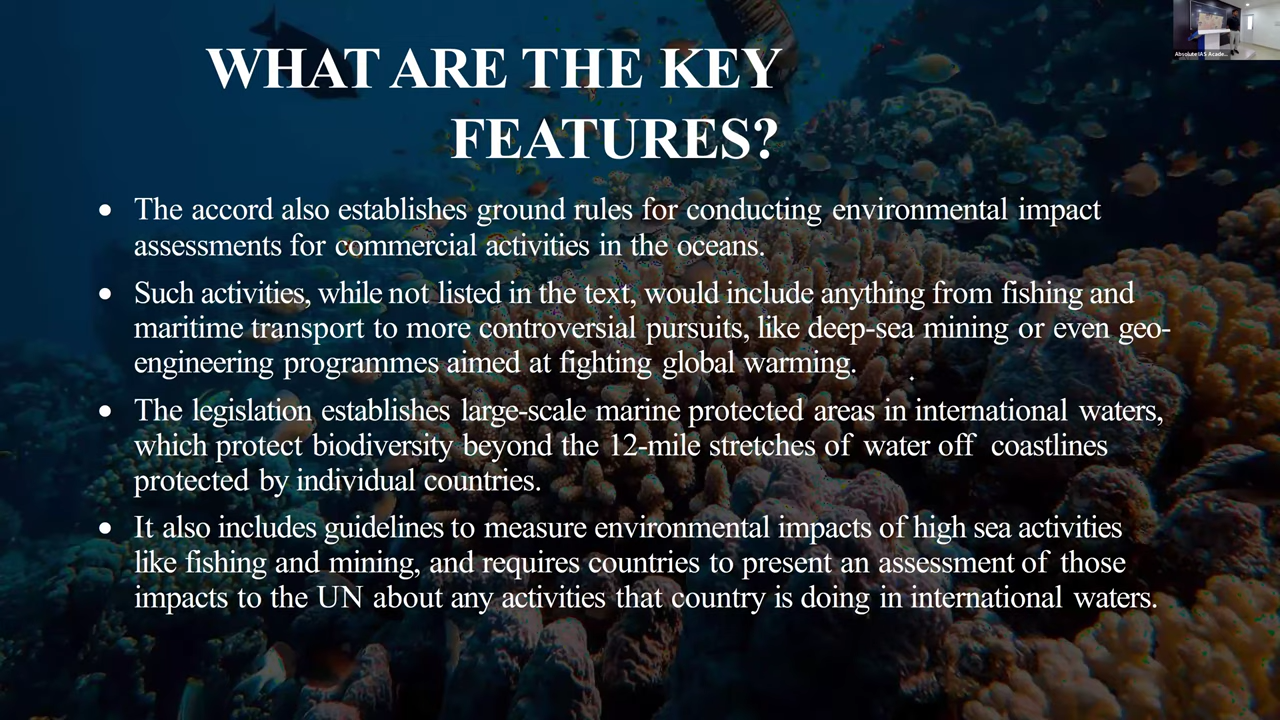 WHAT ARE THE KEY
FEATURES?
• The accord also establishes ground rules for conducting environmental impact
assessments for commercial activities in the oceans.
• Such activities, while not listed in the text, would include anything from fishing and
maritime transport to more controversial pursuits, like deep-sea mining or even geo-
engineering programmes aimed at fighting global warming.
• The legislation establishes large-scale marine protected areas in international waters,
which protect biodiversity beyond the 12-mile stretches of water off coastlines
protected by individual countries.
• It also includes guidelines to measure environmental impacts of high sea activities
like fishing and mining, and requires countries to present an assessment of those
impacts to the UN about any activities that country is doing in international waters.
Absolute IAS Acade...